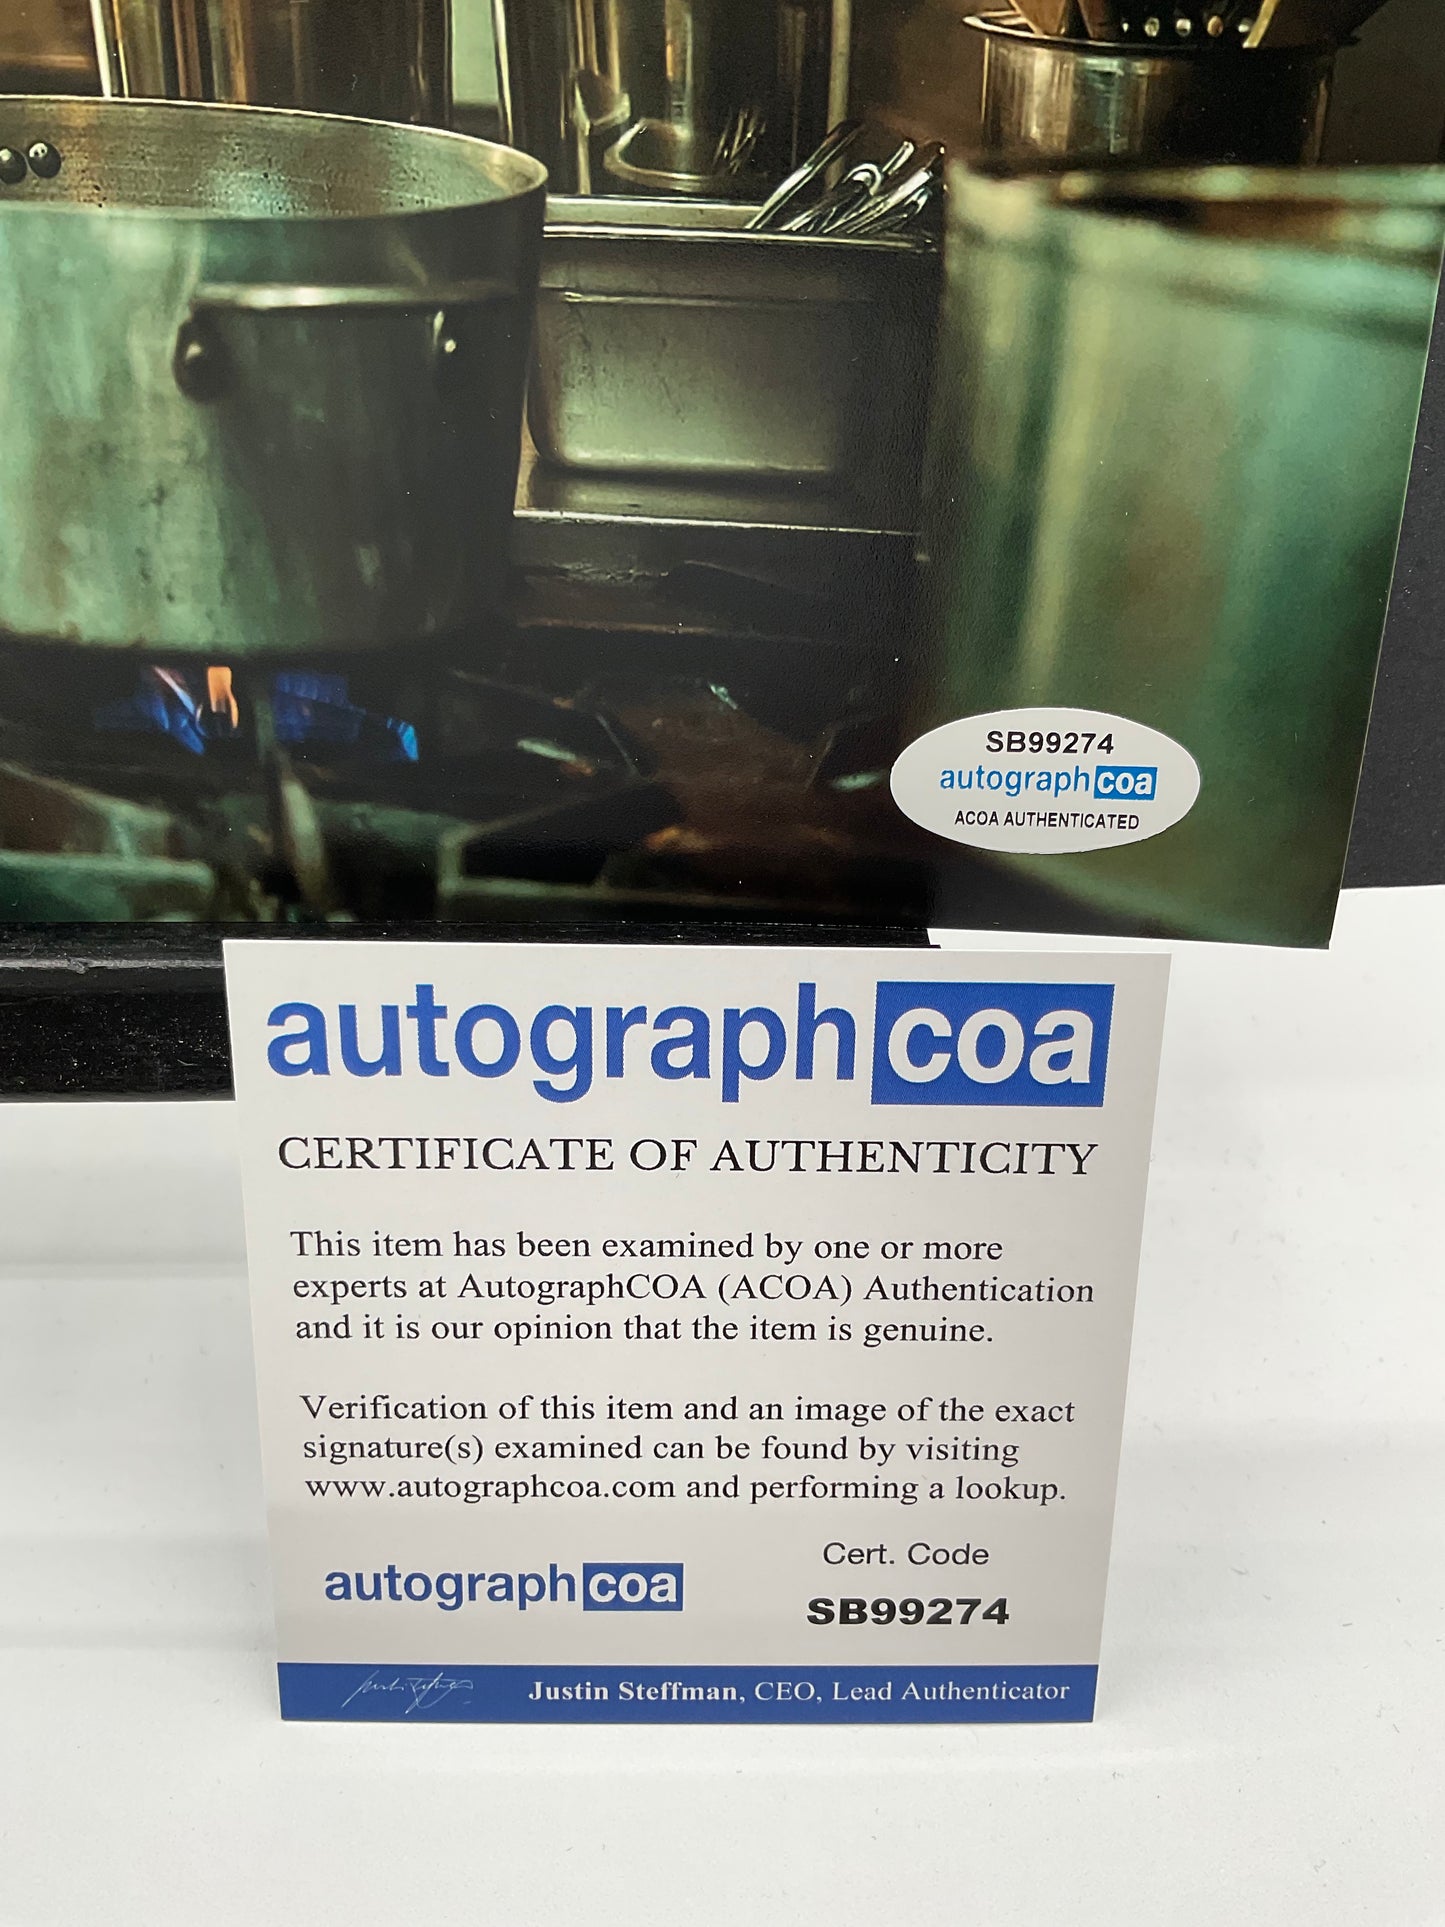 SB99274
autographcoa
ACOA AUTHENTICATED
autographcoa
CERTIFICATE OF AUTHENTICITY
This item has been examined by one or more
experts at AutographCOA (ACOA) Authentication
and it is our opinion that the item is genuine.
Verification of this item and an image of the exact
signature(s) examined can be found by visiting
www.autographcoa.com and performing a lookup.
Cert. Code
autographcoa
SB99274
Justin Steffman, CEO, Lead Authenticator